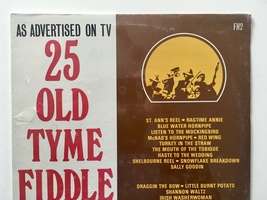 AS ADVERTISED ON TV
FH2
25
OLD
TYME
FIDDLE
ST. ANN'S REEL • RAGTIME ANNIE
BLUE WATER HORNPIPE
LISTEN TO THE MOCKINGBIRD
McNAB'S HORNPIPE • RED WING
TURKEY IN THE STRAW
THE MOUTH OF THE TOBIQUE
HASTE TO THE WEDDING
SHELBOURNE REEL • SNOWFLAKE BREAKDOWN
SALLY GOODIN
DRAGGIN THE BOW • LITTLE BURNT POTATO
SHANNON WALTZ
IRISH WASHERWOMAN